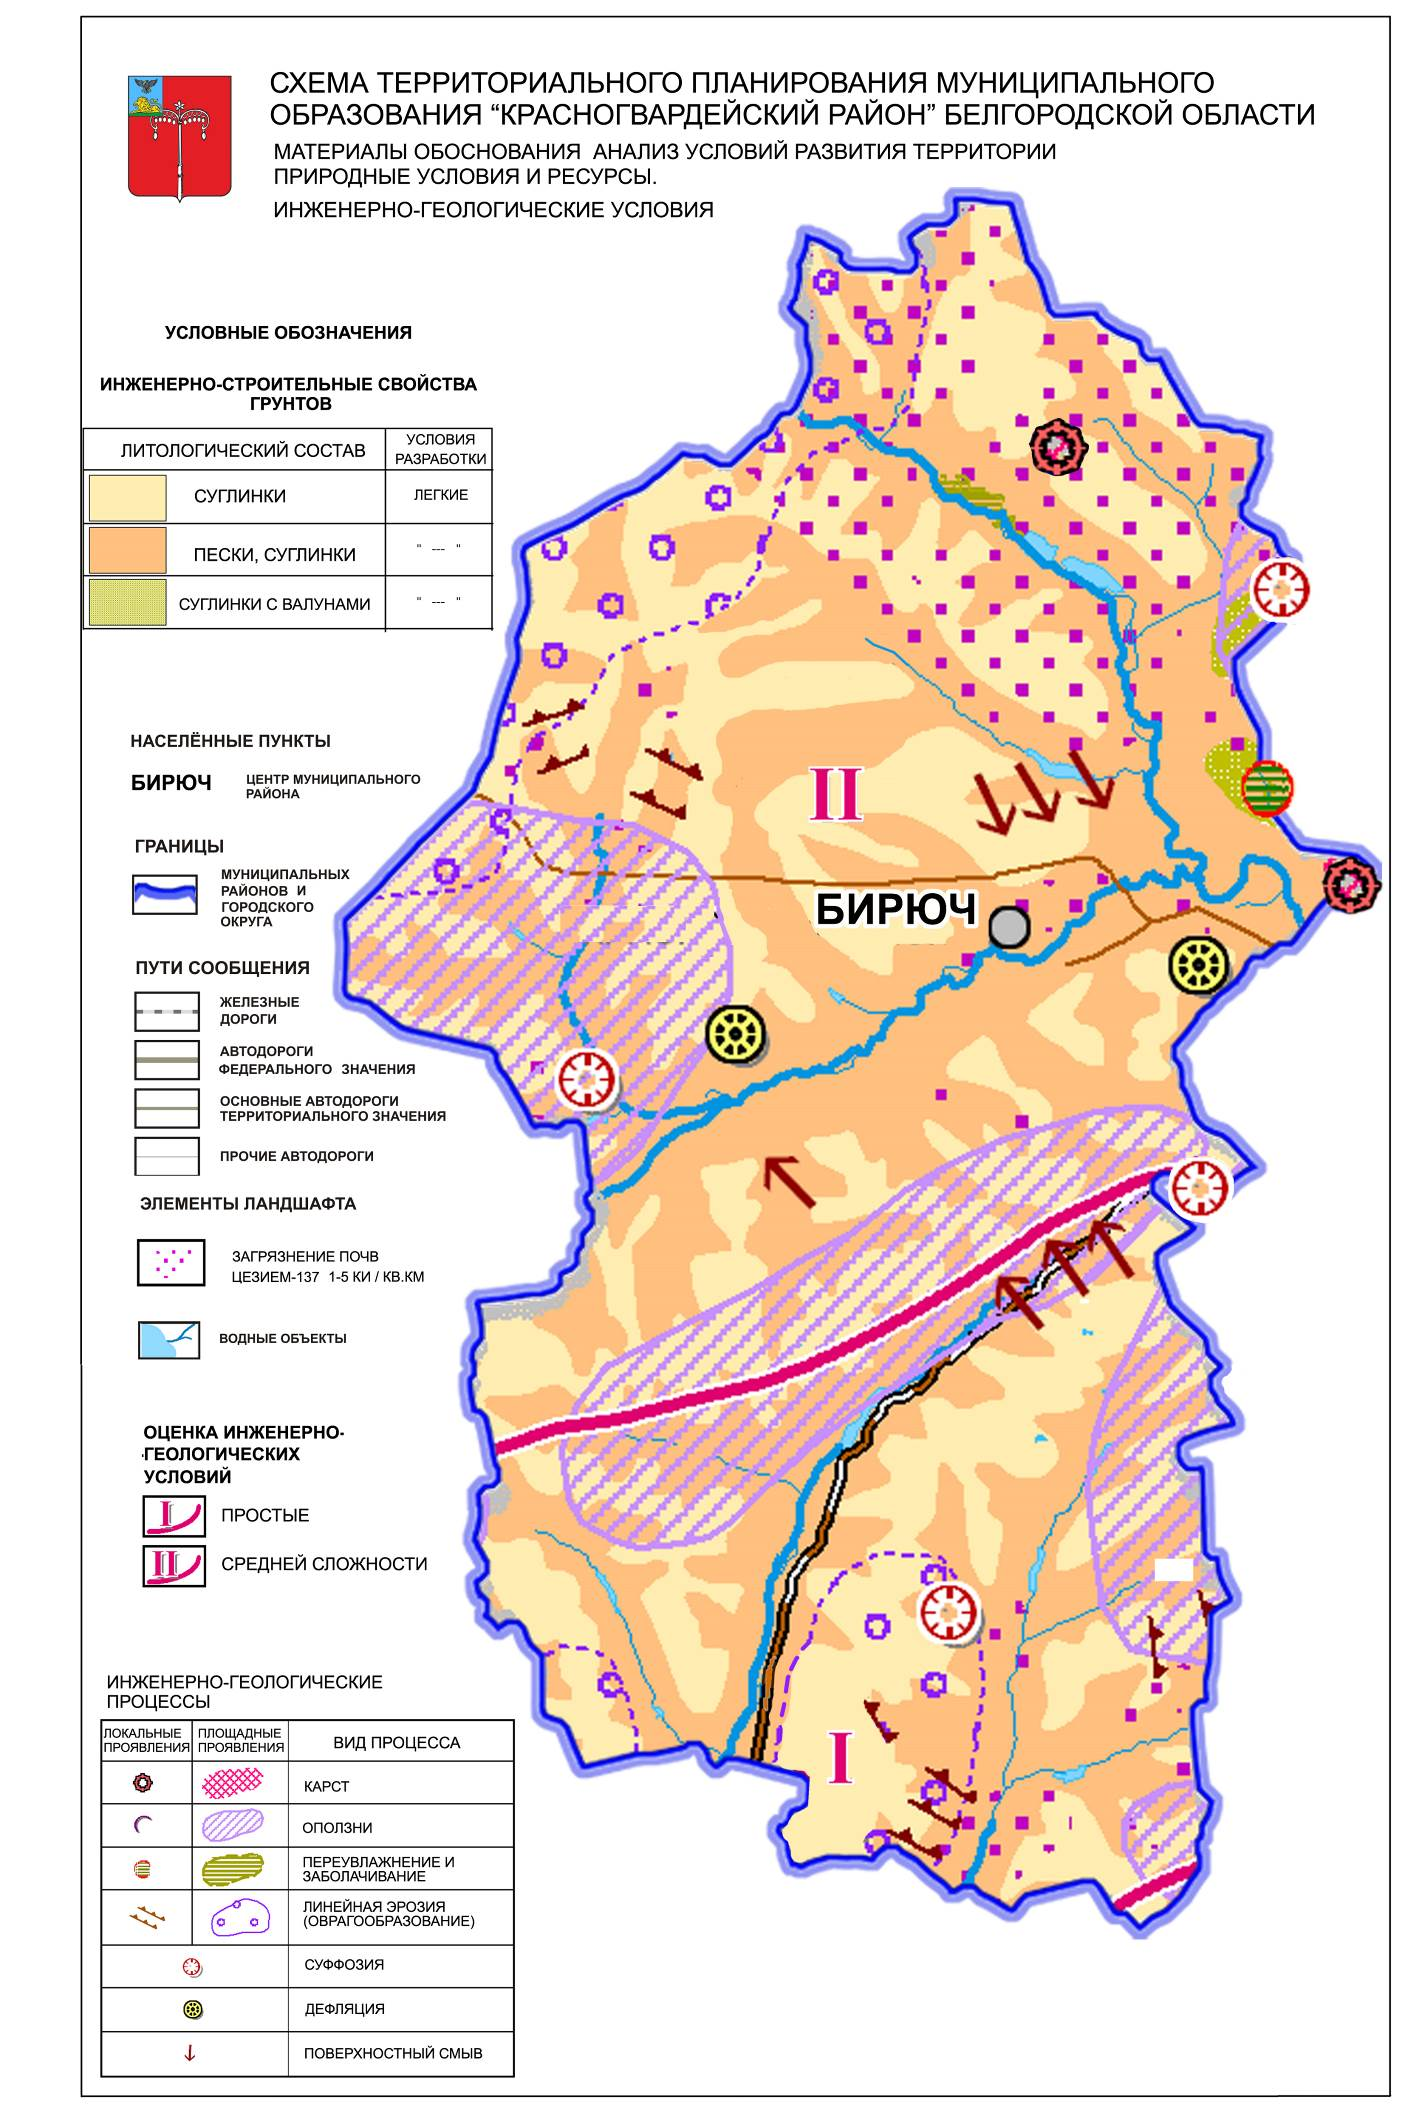 СХЕМА ТЕРРИТОРИАЛЬНОГО ПЛАНИРОВАНИЯ МУНИЦИПАЛЬНОГО
ОБРАЗОВАНИЯ “КРАСНОГВАРДЕЙСКИЙ РАЙОН” БЕЛГОРОДСКОЙ ОБЛАСТИ
МАТЕРИАЛЫ ОБОСНОВАНИЯ АНАЛИЗ УСЛОВИЙ РАЗВИТИЯ ТЕРРИТОРИИ
ПРИРОДНЫЕ УСЛОВИЯ И РЕСУРСЫ.
ИНЖЕНЕРНО-ГЕОЛОГИЧЕСКИЕ УСЛОВИЯ
УСЛОВНЫЕ ОБОЗНАЧЕНИЯ
ИНЖЕНЕРНО-СТРОИТЕЛЬНЫЕ СВОЙСТВА
ГРУНТОВ
ЛИТОЛОГИЧЕСКИЙ СОСТАВ
УСЛОВИЯ
РАЗРАБОТКИ
СУГЛИНКИ
ЛЕГКИЕ
ПЕСКИ, СУГЛИНКИ
" --- "
СУГЛИНКИ С ВАЛУНАМИ
" --- "
НАСЕЛЁННЫЕ ПУНКТЫ
БИРЮЧ
ЦЕНТР МУНИЦИПАЛЬНОГО
РАЙОНА
ГРАНИЦЫ
МУНИЦИПАЛЬНЫХ
РАЙОНОВ И
ГОРОДСКОГО
ОКРУГА
ПУТИ СООБЩЕНИЯ
ЖЕЛЕЗНЫЕ
ДОРОГИ
АВТОДОРОГИ
ФЕДЕРАЛЬНОГО ЗНАЧЕНИЯ
ОСНОВНЫЕ АВТОДОРОГИ
ТЕРРИТОРИАЛЬНОГО ЗНАЧЕНИЯ
ПРОЧИЕ АВТОДОРОГИ
ЭЛЕМЕНТЫ ЛАНДШАФТА
ЗАГРЯЗНЕНИЕ ПОЧВ
ЦЕЗИЕМ-137 1-5 КИ / КВ.КМ
ВОДНЫЕ ОБЪЕКТЫ
ОЦЕНКА ИНЖЕНЕРНО-
ГЕОЛОГИЧЕСКИХ
УСЛОВИЙ
I
ПРОСТЫЕ
II
СРЕДНЕЙ СЛОЖНОСТИ
ИНЖЕНЕРНО-ГЕОЛОГИЧЕСКИЕ
ПРОЦЕССЫ
ЛОКАЛЬНЫЕ
ПРОЯВЛЕНИЯ
ПЛОЩАДНЫЕ
ПРОЯВЛЕНИЯ
ВИД ПРОЦЕССА
КАРСТ
ОПОЛЗНИ
ПЕРЕУВЛАЖНЕНИЕ И
ЗАБОЛАЧИВАНИЕ
ЛИНЕЙНАЯ ЭРОЗИЯ
(ОВРАГООБРАЗОВАНИЕ)
СУФФОЗИЯ
ДЕФЛЯЦИЯ
ПОВЕРХНОСТНЫЙ СМЫВ
II
БИРЮЧ
I